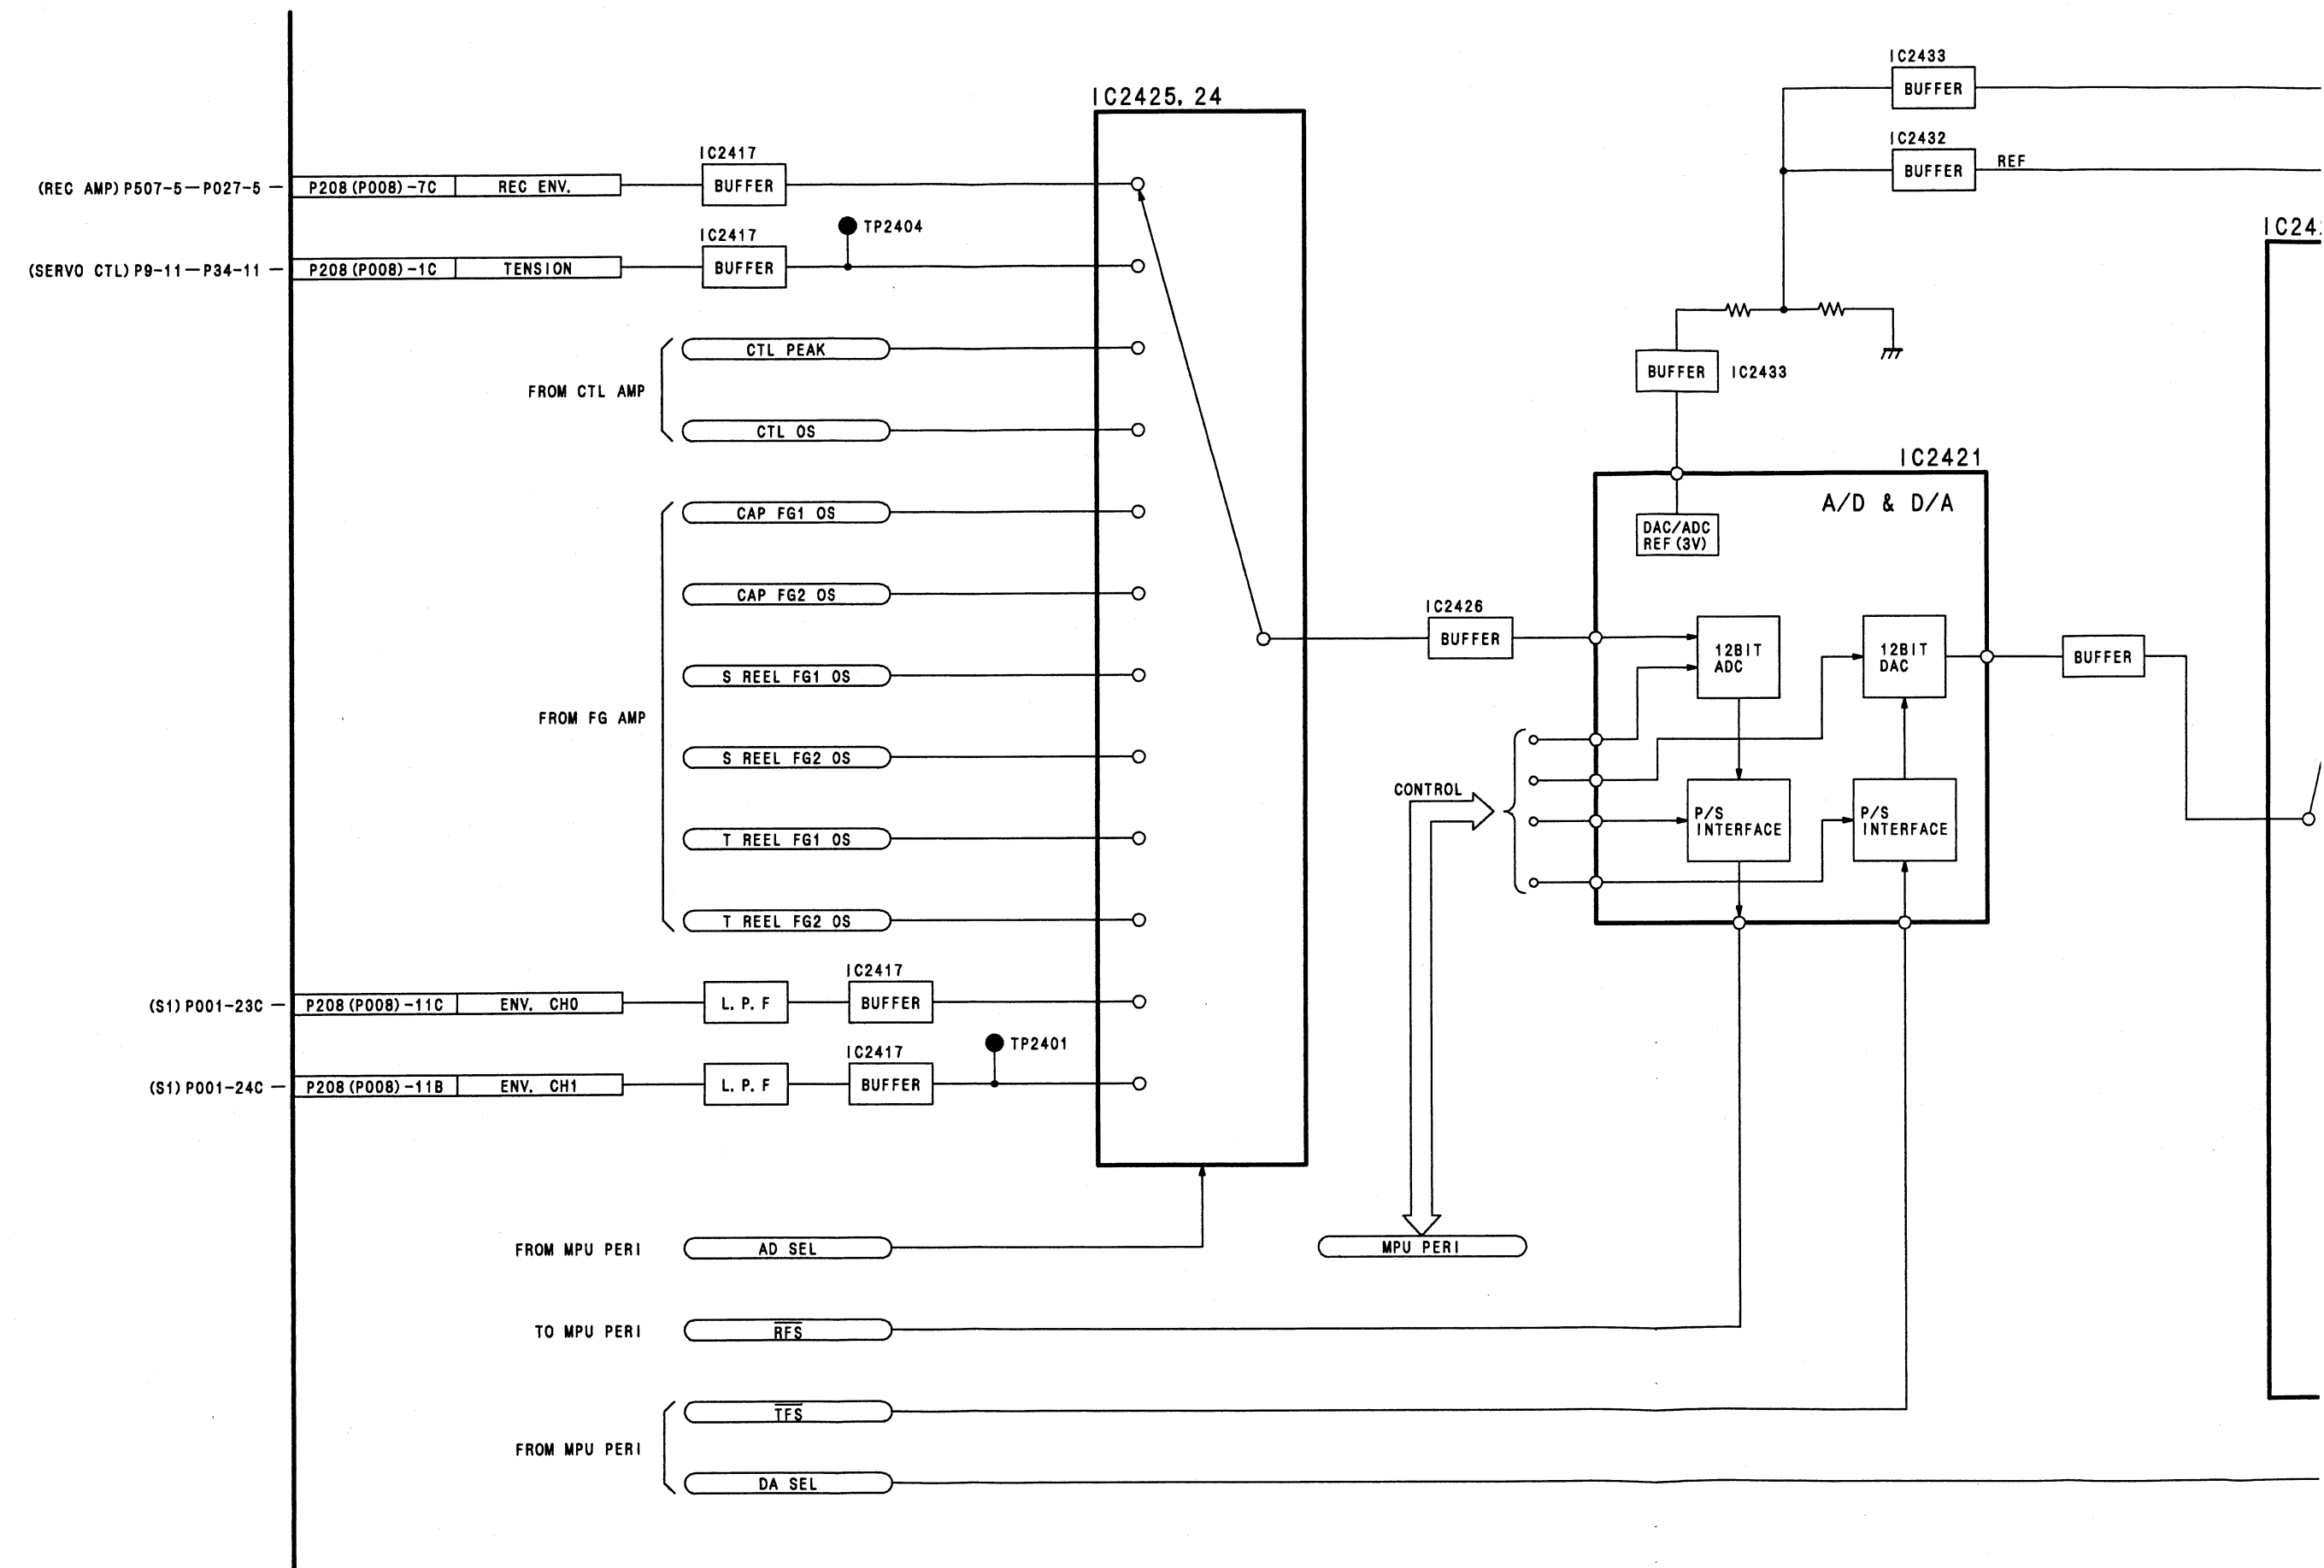 IC2433
BUFFER
IC2425, 24
IC2432
BUFFER
REF
IC2417
(REC AMP) P507-5—P027-5 —
P208 (P008) -7C
REC ENV.
BUFFER
TP2404
IC2417
(SERVO CTL) P9-11—P34-11 —
P208 (P008) -1C
TENSION
BUFFER
CTL PEAK
FROM CTL AMP
CTL OS
BUFFER
IC2433
IC2421
A/D & D/A
CAP FG1 OS
DAC/ADC
REF (3V)
CAP FG2 OS
IC2426
BUFFER
12BIT
ADC
12BIT
DAC
BUFFER
S REEL FG1 OS
FROM FG AMP
S REEL FG2 OS
CONTROL
P/S
INTERFACE
P/S
INTERFACE
T REEL FG1 OS
T REEL FG2 OS
IC2417
(S1) P001-23C —
P208 (P008) -11C
ENV. CH0
L. P. F
BUFFER
TP2401
IC2417
(S1) P001-24C —
P208 (P008) -11B
ENV. CH1
L. P. F
BUFFER
FROM MPU PERI
AD SEL
MPU PERI
TO MPU PERI
RFS
TFS
FROM MPU PERI
DA SEL